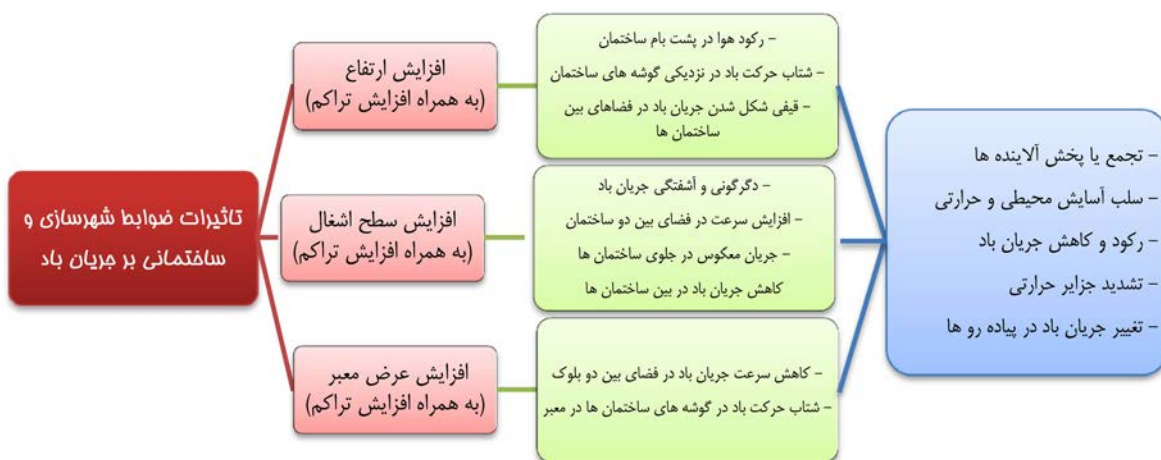 تاثیرات ضوابط شهرسازی و
ساختمانی بر جریان باد
افزایش ارتفاع
(به همراه افزایش تراکم)
- رکود هوا در پشت بام ساختمان
- شتاب حرکت باد در نزدیکی گوشه های ساختمان
- قیفی شکل شدن جریان باد در فضاهای بین
ساختمان ها
افزایش سطح اشغال
(به همراه افزایش تراکم)
- دگرگونی و آشفتگی جریان باد
- افزایش سرعت در فضای بین دو ساختمان
- جریان معکوس در جلوی ساختمان ها
کاهش جریان باد در بین ساختمان ها
افزایش عرض معبر
(به همراه افزایش تراکم)
- کاهش سرعت جریان باد در فضای بین دو بلوک
- شتاب حرکت باد در گوشه های ساختمان ها در معبر
- تجمع یا پخش آلاینده ها
- سلب آسایش محیطی و حرارتی
- رکود و کاهش جریان باد
- تشدید جزایر حرارتی
- تغییر جریان باد در پیاده رو ها